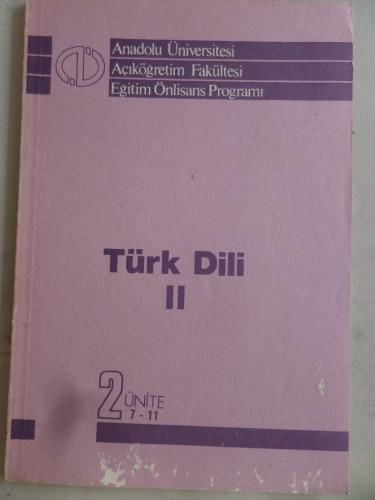 Anadolu Üniversitesi
Açıköğretim Fakültesi
Eğitim Önlisans Programı
Türk Dili
II
2 ÜNİTE
7 - 11